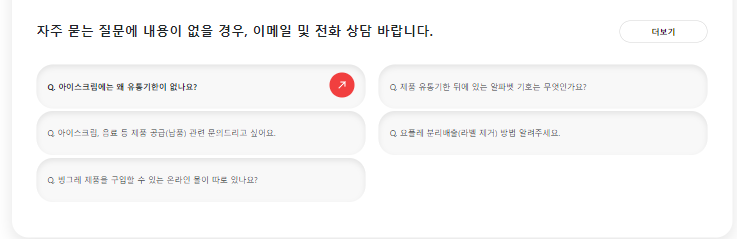 자주 묻는 질문에 내용이 없을 경우, 이메일 및 전화 상담 바랍니다.
더보기
Q. 아이스크림에는 왜 유통기한이 없나요?
Q. 제품 유통기한 뒤에 있는 알파벳 기호는 무엇인가요?
Q. 아이스크림, 음료 등 제품 공급(납품) 관련 문의드리고 싶어요.
Q. 요플레 분리배출(라벨 제거) 방법 알려주세요.
Q. 빙그레 제품을 구입할 수 있는 온라인 몰이 따로 있나요?